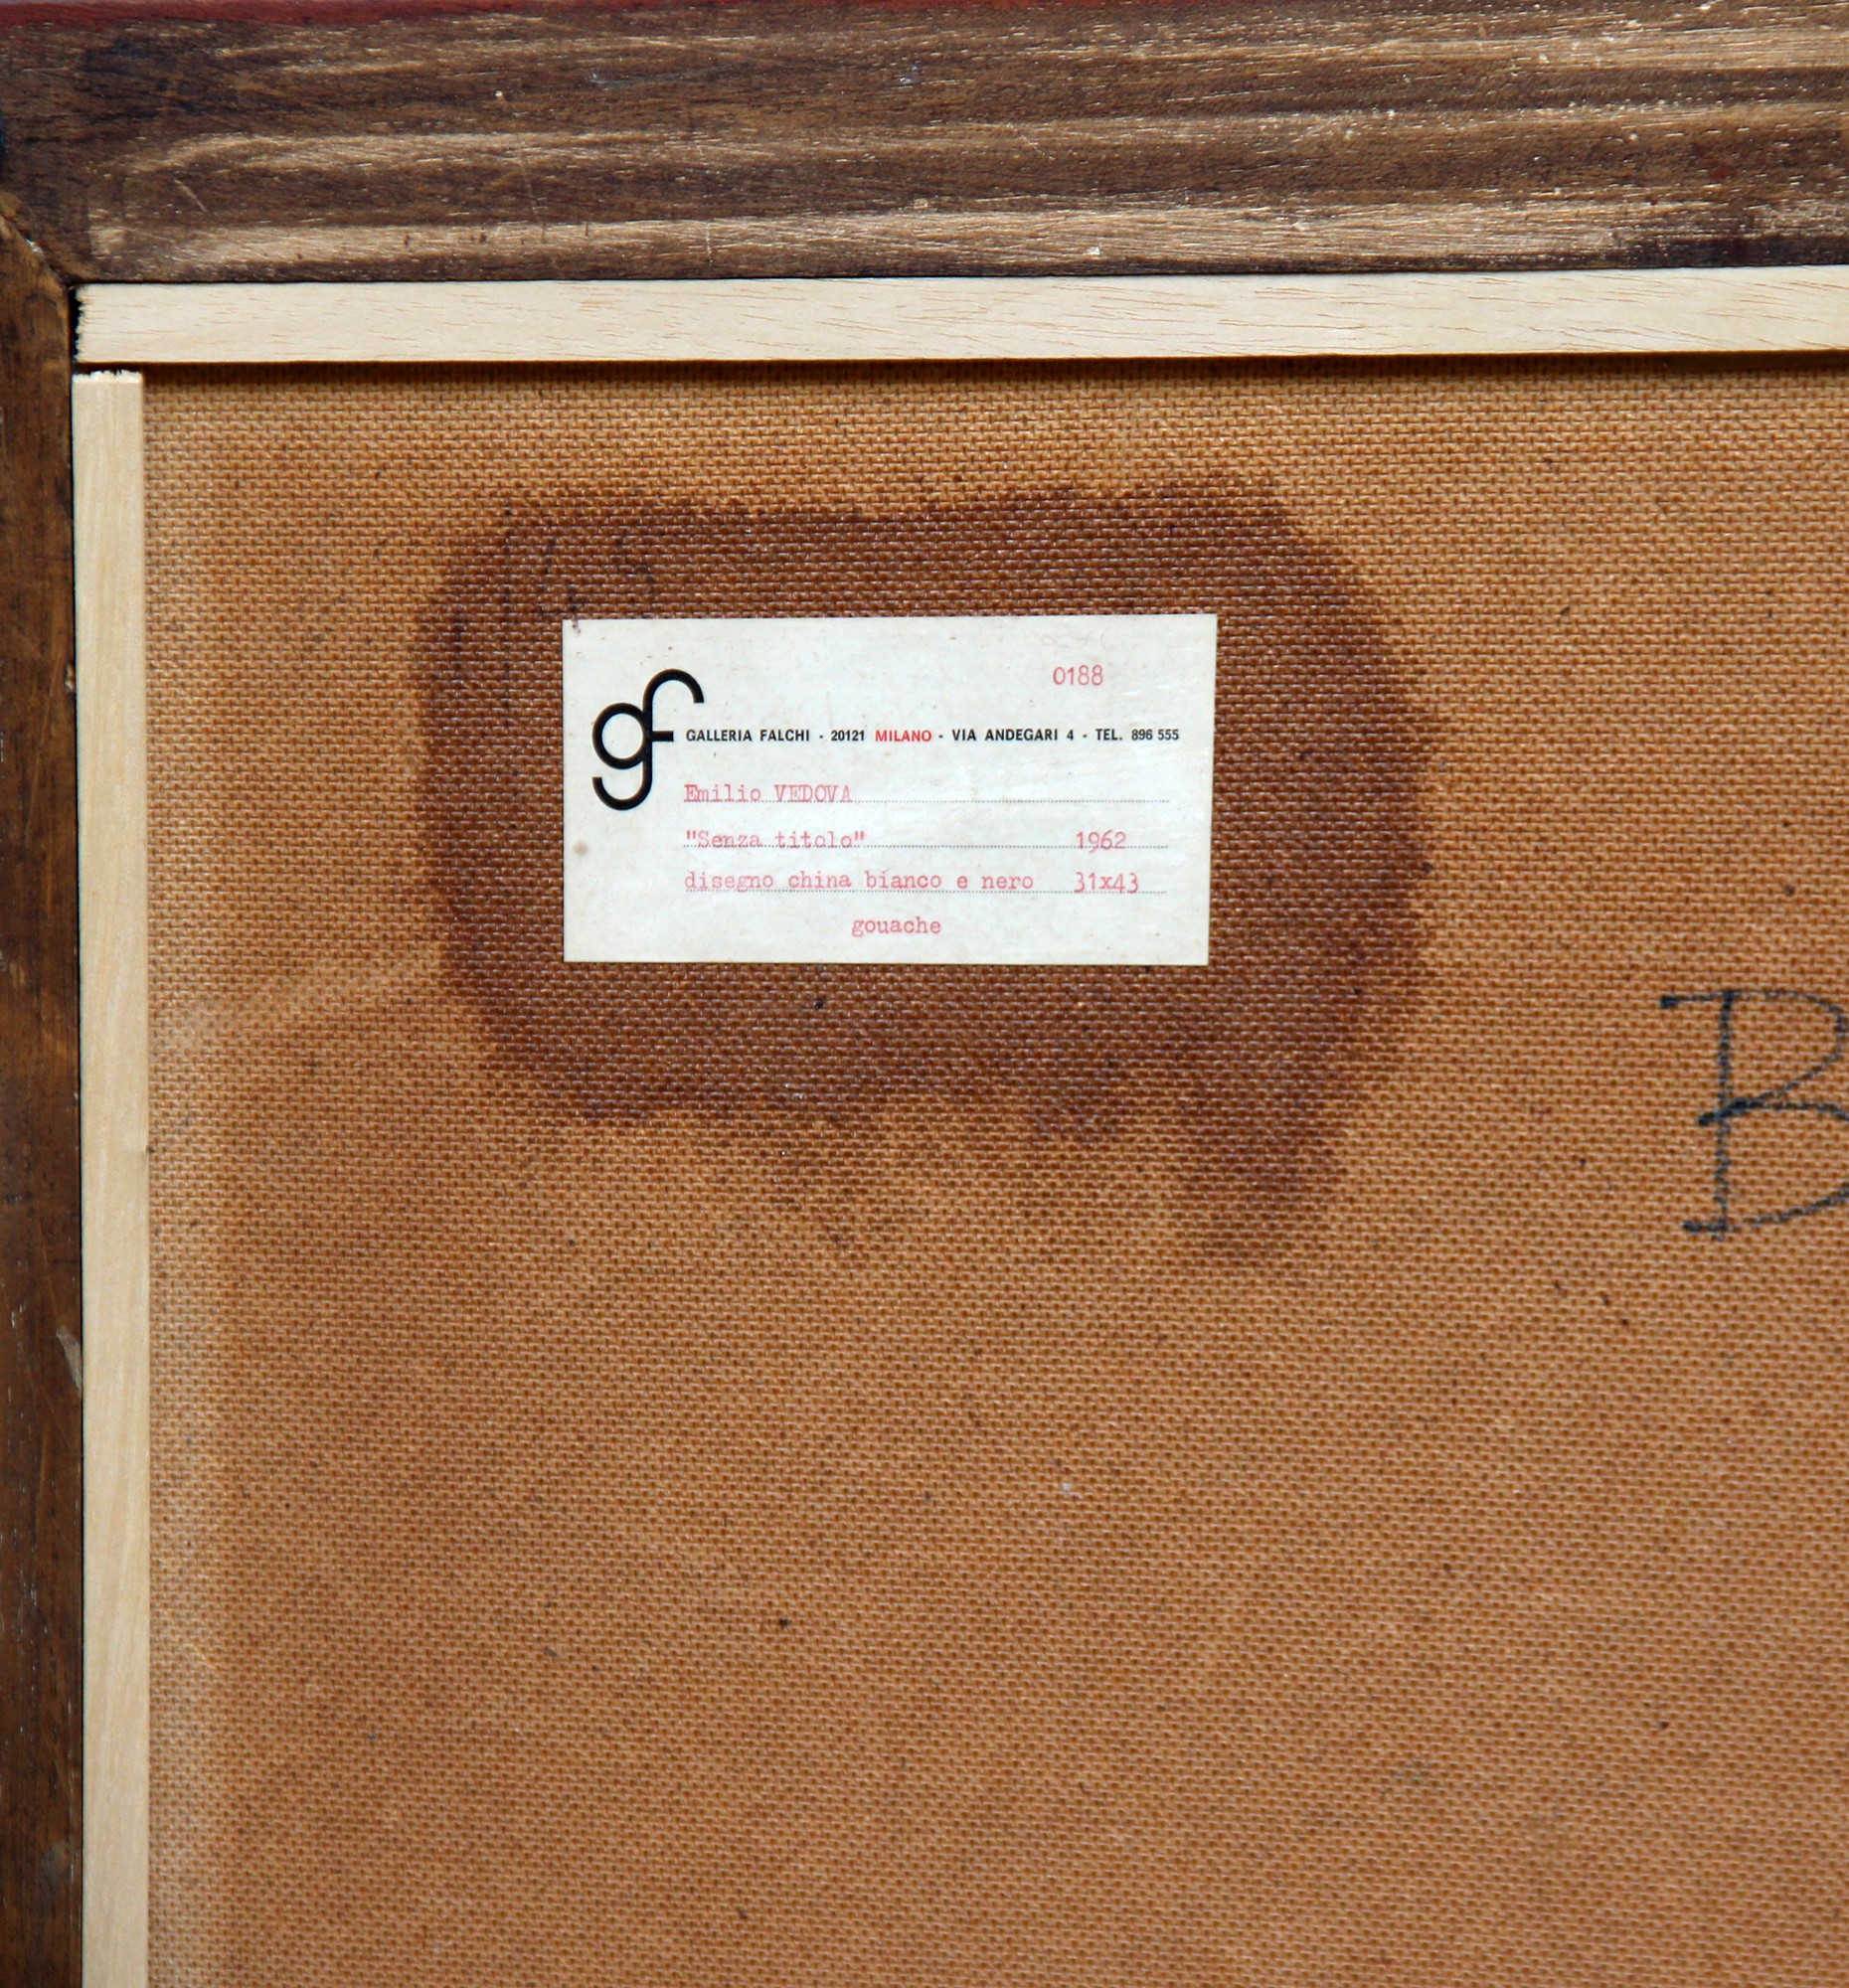 0188
gf
GALLERIA FALCHI - 20121 MILANO - VIA ANDEGARI 4 - TEL. 896 555
Emilio VEDOVA
"Senza titolo" 1962
disegno china bianco e nero 31x43
gouache
B